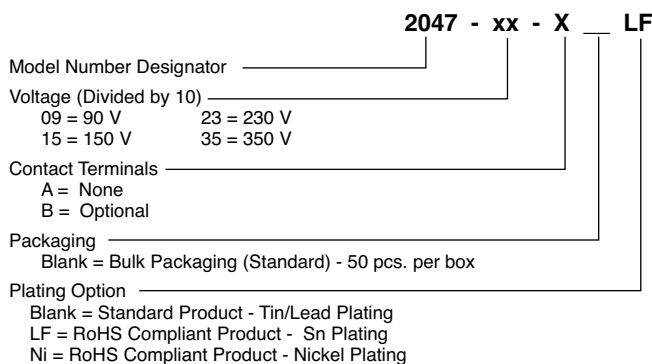 2047 - xx - X __ LF
Model Number Designator
Voltage (Divided by 10)
09 = 90 V 23 = 230 V
15 = 150 V 35 = 350 V
Contact Terminals
A = None
B = Optional
Packaging
Blank = Bulk Packaging (Standard) - 50 pcs. per box
Plating Option
Blank = Standard Product - Tin/Lead Plating
LF = RoHS Compliant Product - Sn Plating
Ni = RoHS Compliant Product - Nickel Plating